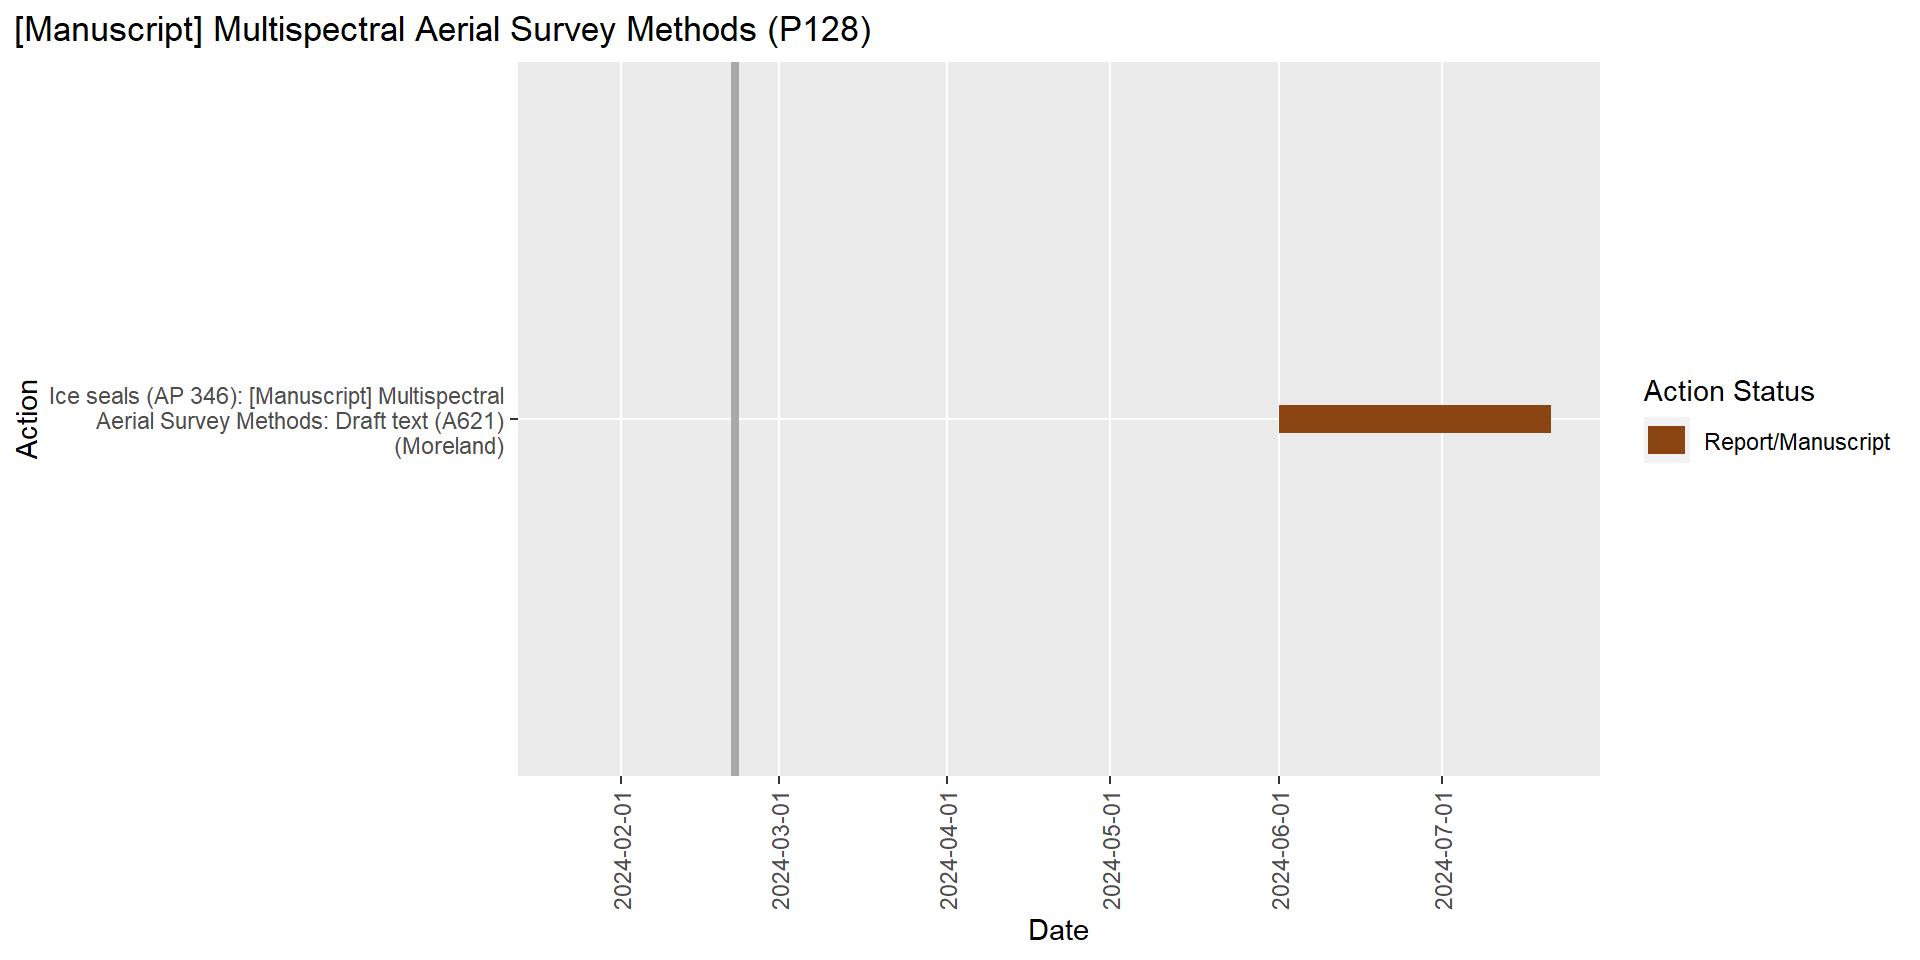 [Manuscript] Multispectral Aerial Survey Methods (P128)
Action
Ice seals (AP 346): [Manuscript] Multispectral
Aerial Survey Methods: Draft text (A621)
(Moreland)
Action Status
Report/Manuscript
2024-02-01
2024-03-01
2024-04-01
2024-05-01
2024-06-01
2024-07-01
Date